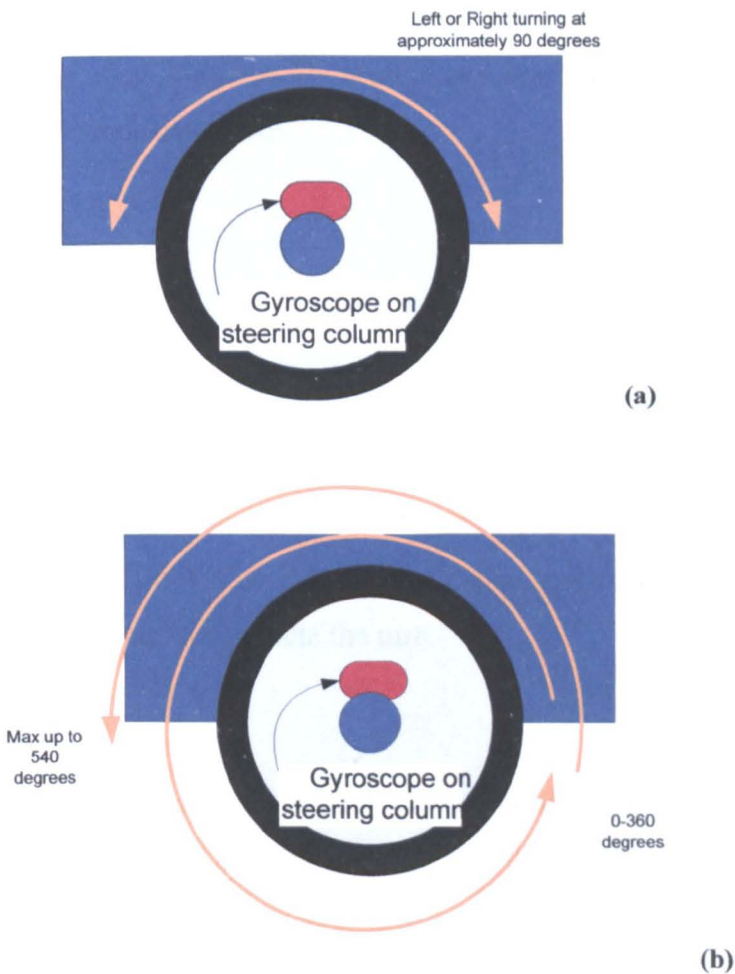 Left or Right turning at
approximately 90 degrees
Gyroscope on
steering column
(a)
Max up to
540
degrees
Gyroscope on
steering column
0-360
degrees
(b)